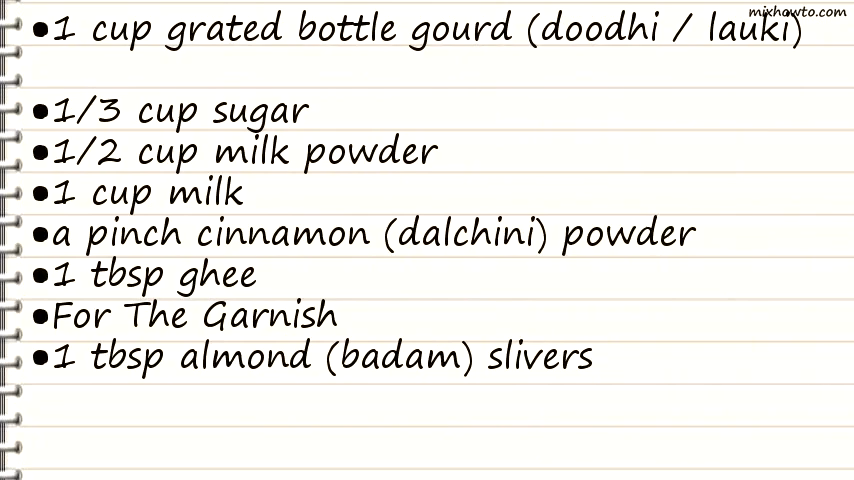 mixhowto.com
•1 cup grated bottle gourd (doodhi / lauki)
•1/3 cup sugar
•1/2 cup milk powder
•1 cup milk
•a pinch cinnamon (dalchini) powder
•1 tbsp ghee
•For The Garnish
•1 tbsp almond (badam) slivers